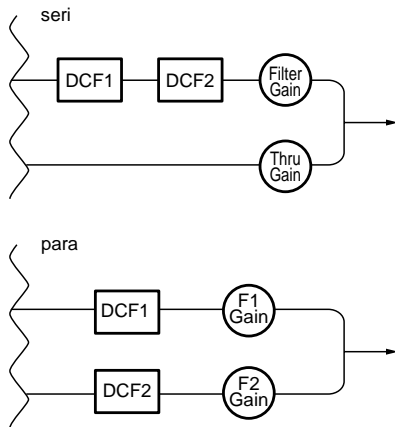 seri
DCF1
DCF2
Filter
Gain
Thru
Gain
para
DCF1
F1
Gain
DCF2
F2
Gain